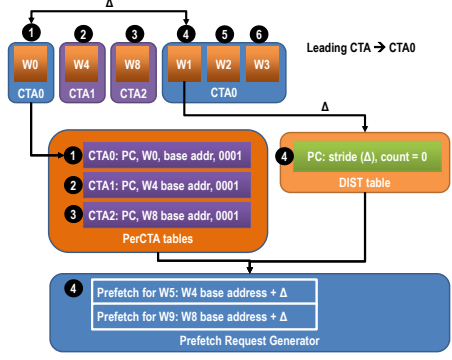 Δ
1 2 3 4 5 6
W0 W4 W8 W1 W2 W3
Leading CTA → CTA0
CTA0 CTA1 CTA2 CTA0
Δ
1 CTA0: PC, W0, base addr, 0001
2 CTA1: PC, W4 base addr, 0001
3 CTA2: PC, W8 base addr, 0001
PerCTA tables
4 PC: stride (Δ), count = 0
DIST table
4 Prefetch for W5: W4 base address + Δ
Prefetch for W9: W8 base address + Δ
Prefetch Request Generator